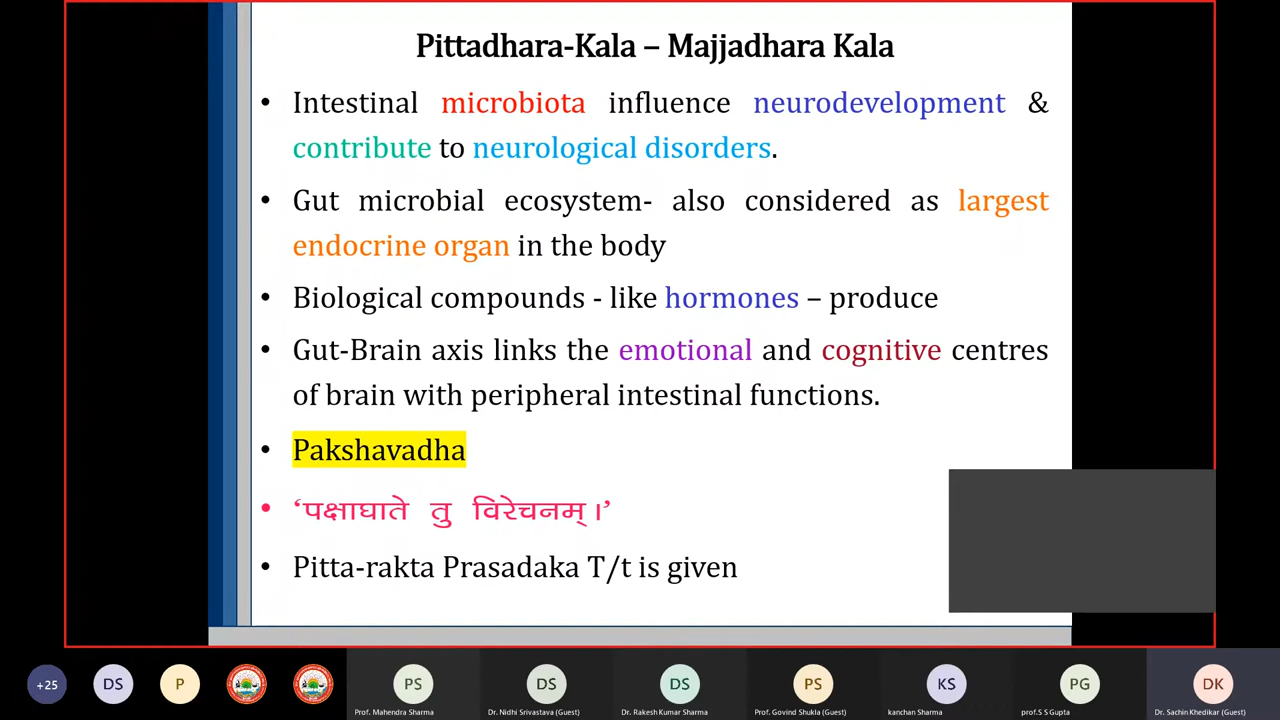 Pittadhara-Kala – Majjadhara Kala
• Intestinal microbiota influence neurodevelopment &
contribute to neurological disorders.
• Gut microbial ecosystem- also considered as largest
endocrine organ in the body
• Biological compounds - like hormones – produce
• Gut-Brain axis links the emotional and cognitive centres
of brain with peripheral intestinal functions.
• Pakshavadha
• ‘पक्षाघाते तु विरेचनम् ।’
• Pitta-rakta Prasadaka T/t is given
+25 DS P PS DS DS PS KS PG DK
Prof. Mahendra Sharma Dr. Nidhi Srivastava (Guest) Dr. Rakesh Kumar Sharma Prof. Govind Shukla (Guest) kanchan Sharma prof.S S Gupta Dr. Sachin Khedikar (Guest)